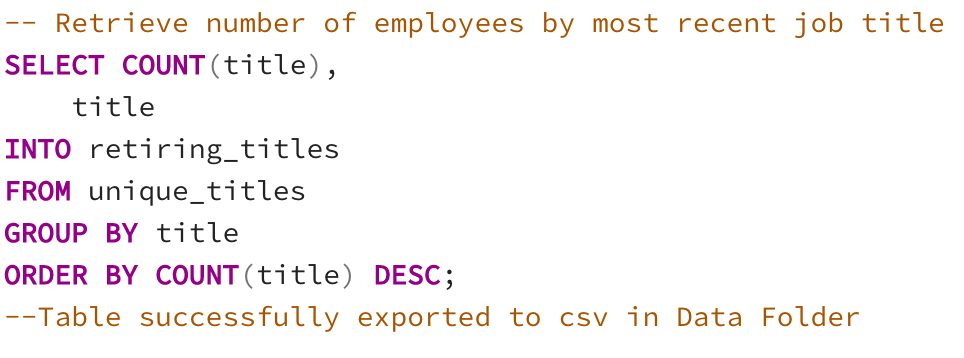 -- Retrieve number of employees by most recent job title
SELECT COUNT(title),
    title
INTO retiring_titles
FROM unique_titles
GROUP BY title
ORDER BY COUNT(title) DESC;
--Table successfully exported to csv in Data Folder